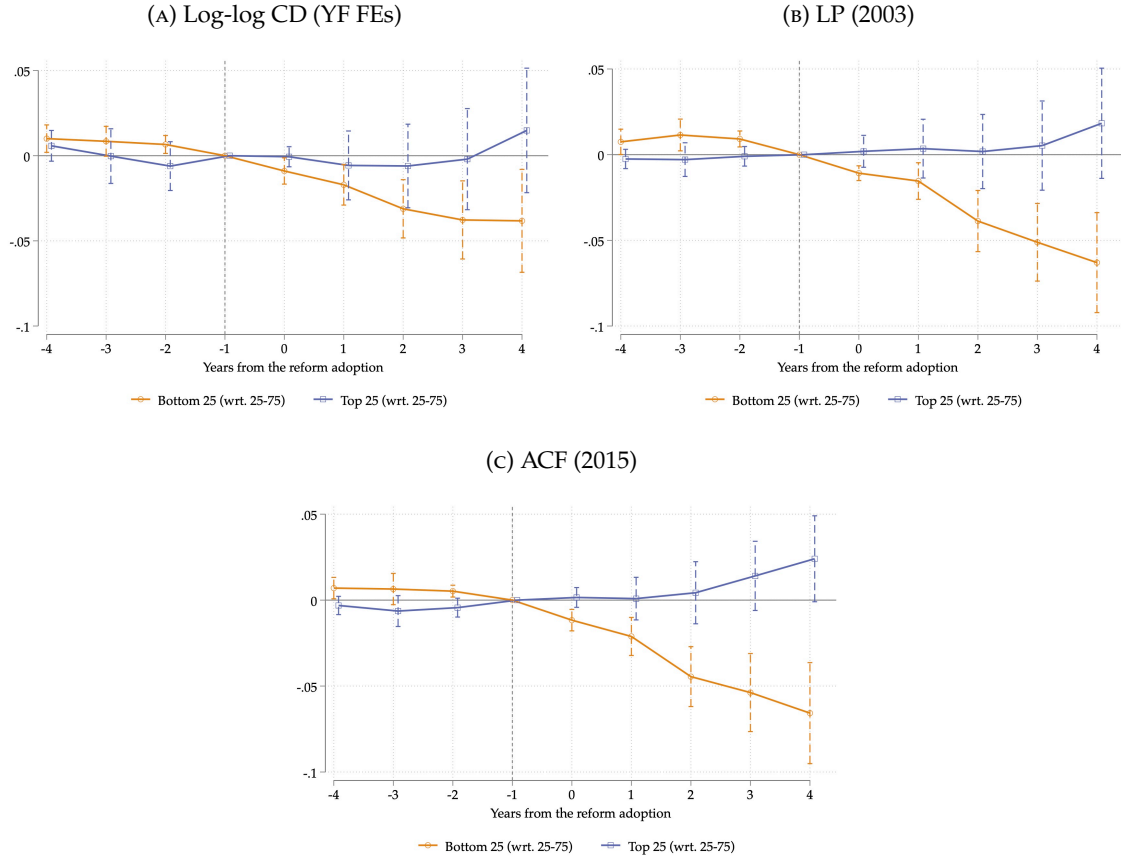 (A) Log-log CD (YF FEs)
.05
0
-.05
-.1
-4 -3 -2 -1 0 1 2 3 4
Years from the reform adoption
Bottom 25 (wrt. 25-75) Top 25 (wrt. 25-75)
(B) LP (2003)
.05
0
-.05
-.1
-4 -3 -2 -1 0 1 2 3 4
Years from the reform adoption
Bottom 25 (wrt. 25-75) Top 25 (wrt. 25-75)
(C) ACF (2015)
.05
0
-.05
-.1
-4 -3 -2 -1 0 1 2 3 4
Years from the reform adoption
Bottom 25 (wrt. 25-75) Top 25 (wrt. 25-75)